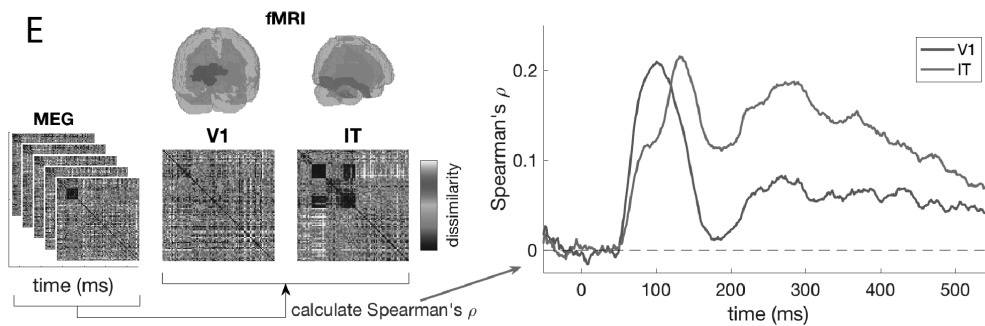 E
fMRI
MEG
V1
IT
dissimilarity
time (ms)
calculate Spearman's ρ
V1
IT
0.2
0.1
0
Spearman's ρ
0 100 200 300 400 500
time (ms)